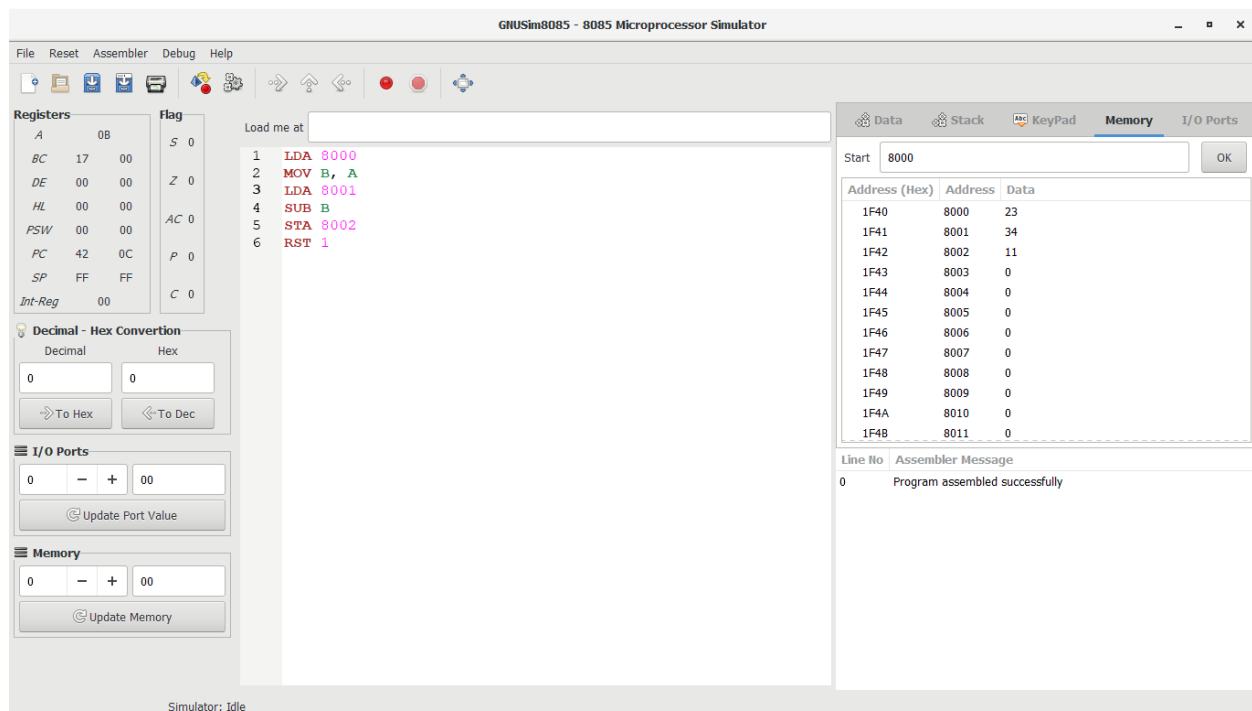 GNUSim8085 - 8085 Microprocessor Simulator
File Reset Assembler Debug Help
Registers
A 0B
BC 17 00
DE 00 00
HL 00 00
PSW 00 00
PC 42 0C
SP FF FF
Int-Reg 00
Flag
S 0
Z 0
AC 0
P 0
C 0
Decimal - Hex Convertion
Decimal Hex
0 0
To Hex To Dec
I/O Ports
0 − + 00
Update Port Value
Memory
0 − + 00
Update Memory
Load me at
1 LDA 8000
2 MOV B, A
3 LDA 8001
4 SUB B
5 STA 8002
6 RST 1
Data Stack Abc KeyPad Memory I/O Ports
Start 8000 OK
Address (Hex) Address Data
1F40 8000 23
1F41 8001 34
1F42 8002 11
1F43 8003 0
1F44 8004 0
1F45 8005 0
1F46 8006 0
1F47 8007 0
1F48 8008 0
1F49 8009 0
1F4A 8010 0
1F4B 8011 0
Line No Assembler Message
0 Program assembled successfully
Simulator: Idle